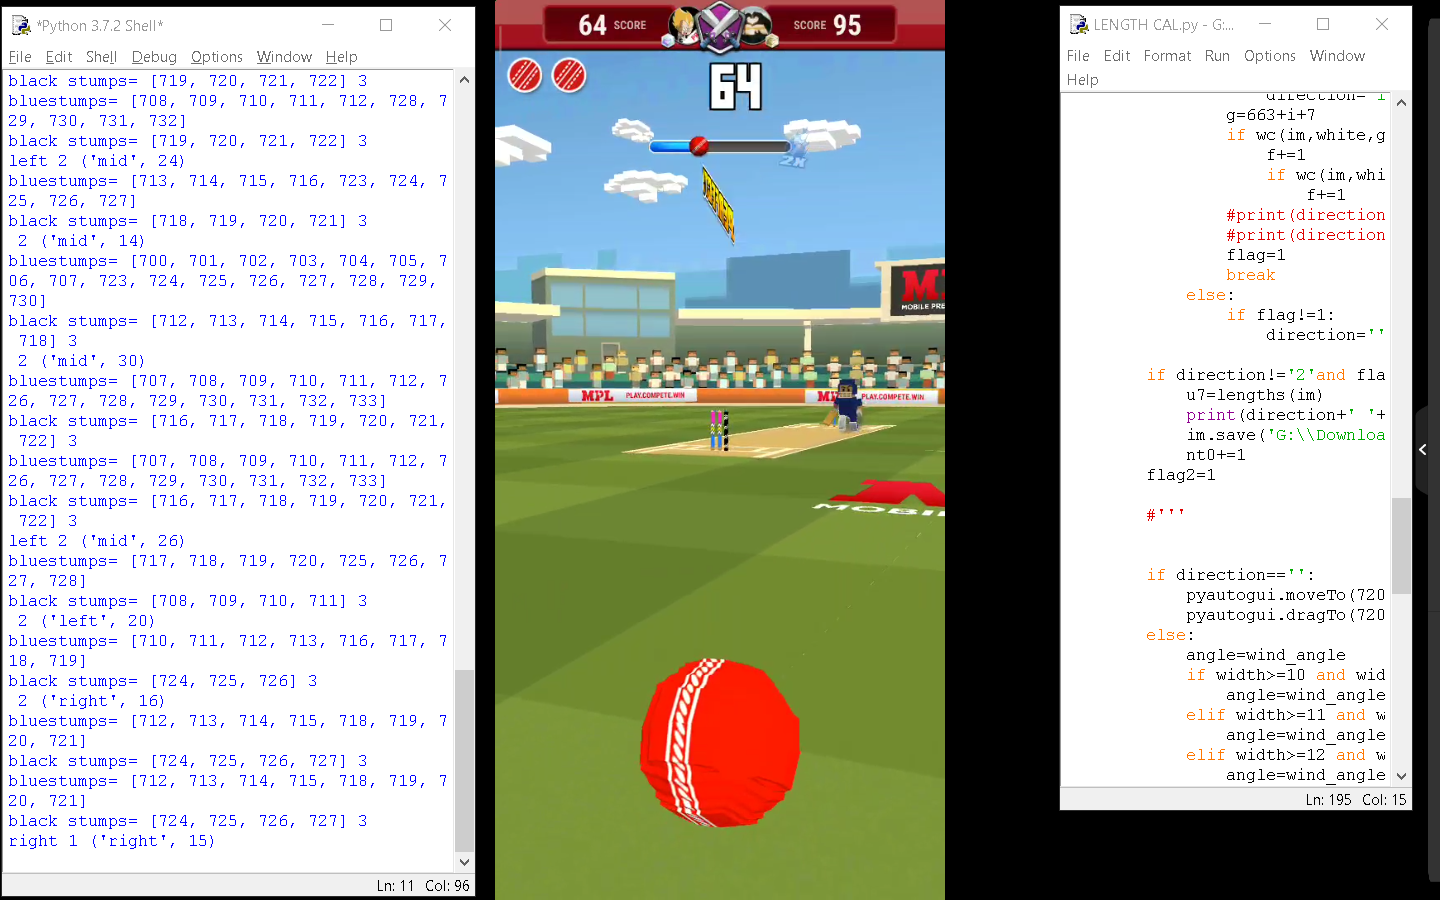 *Python 3.7.2 Shell*
File Edit Shell Debug Options Window Help
black stumps= [719, 720, 721, 722] 3
bluestumps= [708, 709, 710, 711, 712, 728, 7
29, 730, 731, 732]
black stumps= [719, 720, 721, 722] 3
left 2 ('mid', 24)
bluestumps= [713, 714, 715, 716, 723, 724, 7
25, 726, 727]
black stumps= [718, 719, 720, 721] 3
2 ('mid', 14)
bluestumps= [700, 701, 702, 703, 704, 705, 7
06, 707, 723, 724, 725, 726, 727, 728, 729,
730]
black stumps= [712, 713, 714, 715, 716, 717,
718] 3
2 ('mid', 30)
bluestumps= [707, 708, 709, 710, 711, 712, 7
26, 727, 728, 729, 730, 731, 732, 733]
black stumps= [716, 717, 718, 719, 720, 721,
722] 3
bluestumps= [707, 708, 709, 710, 711, 712, 7
26, 727, 728, 729, 730, 731, 732, 733]
black stumps= [716, 717, 718, 719, 720, 721,
722] 3
left 2 ('mid', 26)
bluestumps= [717, 718, 719, 720, 725, 726, 7
27, 728]
black stumps= [708, 709, 710, 711] 3
2 ('left', 20)
bluestumps= [710, 711, 712, 713, 716, 717, 7
18, 719]
black stumps= [724, 725, 726] 3
2 ('right', 16)
bluestumps= [712, 713, 714, 715, 718, 719, 7
20, 721]
black stumps= [724, 725, 726, 727] 3
bluestumps= [712, 713, 714, 715, 718, 719, 7
20, 721]
black stumps= [724, 725, 726, 727] 3
right 1 ('right', 15)
Ln: 11 Col: 96
64 SCORE
SCORE 95
64
2X
MPL
MOBILE PRE
MPL PLAY.COMPETE.WIN
MPL PLAY.COMPETE.WIN
MOBIL
LENGTH CAL.py - G:...
File Edit Format Run Options Window
Help
direction='i
g=663+i+7
if wc(im,white,g
f+=1
if wc(im,whi
f+=1
#print(direction
#print(direction
flag=1
break
else:
if flag!=1:
direction=''
if direction!='2'and fla
u7=lengths(im)
print(direction+' '+
im.save('G:\\Downloa
nt0+=1
flag2=1
#'''
if direction=='':
pyautogui.moveTo(720
pyautogui.dragTo(720
else:
angle=wind_angle
if width>=10 and wid
angle=wind_angle
elif width>=11 and w
angle=wind_angle
elif width>=12 and w
angle=wind_angle
Ln: 195 Col: 15